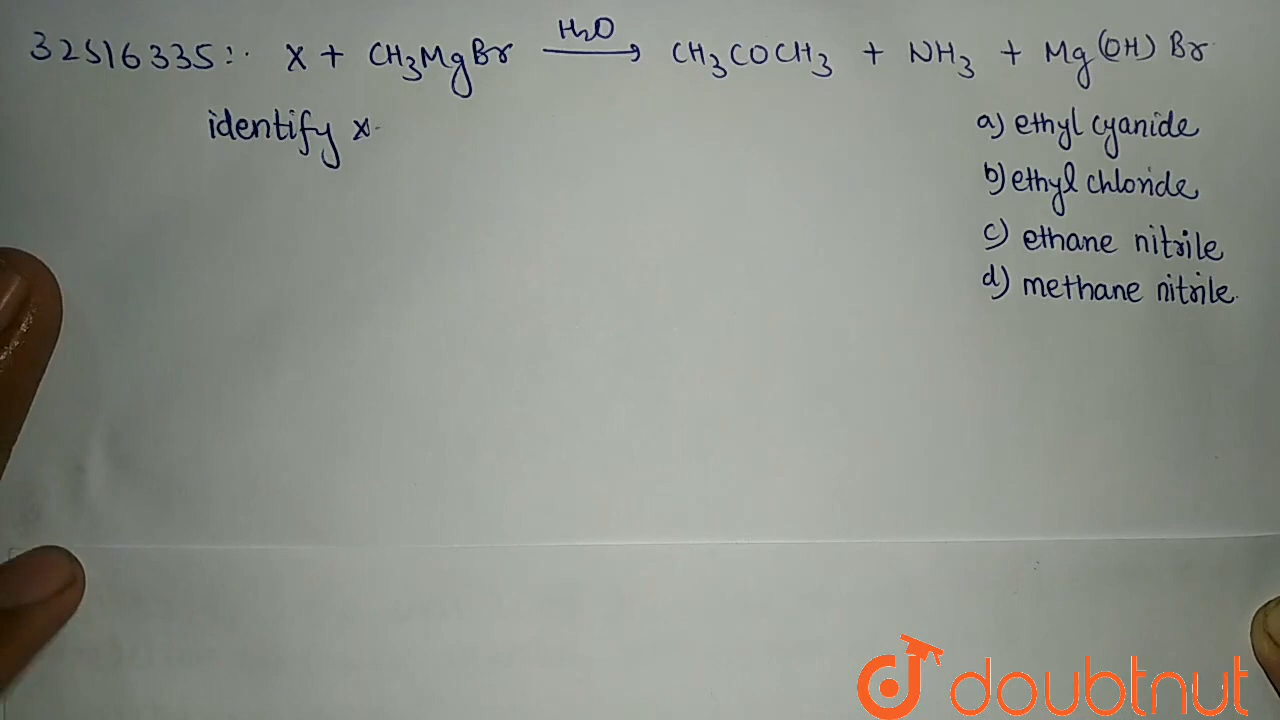 32516335:- X + CH3MgBr H2O → CH3COCH3 + NH3 + Mg(OH)Br
identify x.
a) ethyl cyanide
b) ethyl chloride
c) ethane nitrile
d) methane nitrile.
doubtnut